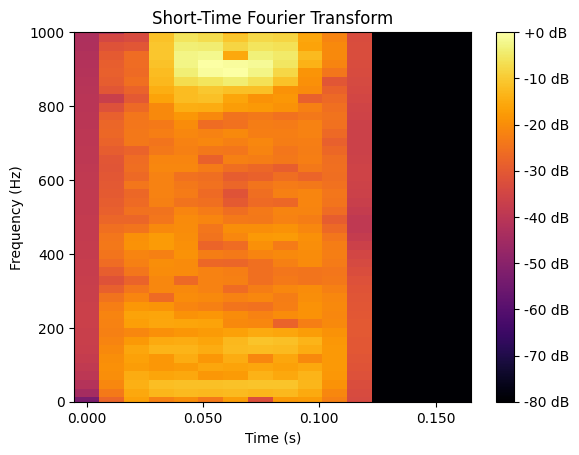 Short-Time Fourier Transform
Frequency (Hz)
1000
800
600
400
200
0
0.000
0.050
0.100
0.150
Time (s)
+0 dB
-10 dB
-20 dB
-30 dB
-40 dB
-50 dB
-60 dB
-70 dB
-80 dB